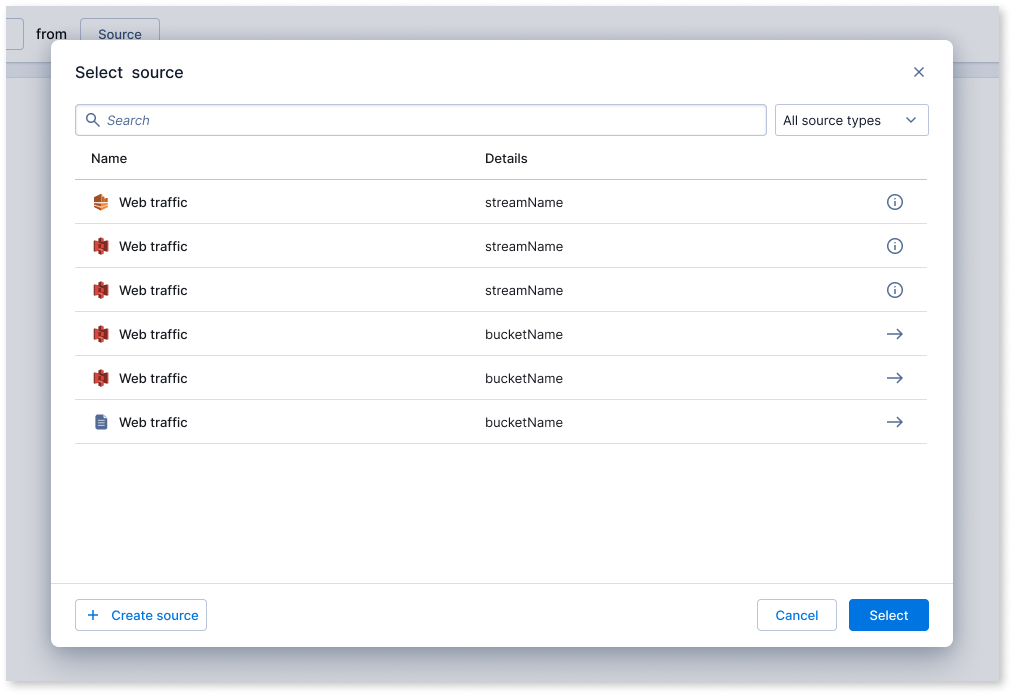 from Source
Select source
Search
All source types
Name Details
Web traffic streamName
Web traffic streamName
Web traffic streamName
Web traffic bucketName
Web traffic bucketName
Web traffic bucketName
+ Create source Cancel Select